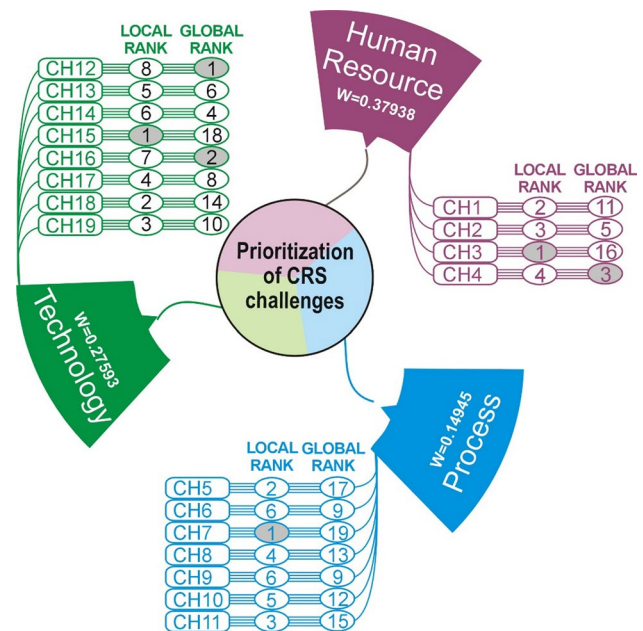 LOCAL RANK GLOBAL RANK
CH12 8 1
CH13 5 6
CH14 6 4
CH15 1 18
CH16 7 2
CH17 4 8
CH18 2 14
CH19 3 10
Human
Resource
W=0.37938
LOCAL RANK GLOBAL RANK
CH1 2 11
CH2 3 5
CH3 1 16
CH4 4 3
Prioritization
of CRS
challenges
Technology
W=0.27593
Process
W=0.14945
LOCAL RANK GLOBAL RANK
CH5 2 17
CH6 6 9
CH7 1 19
CH8 4 13
CH9 6 9
CH10 5 12
CH11 3 15